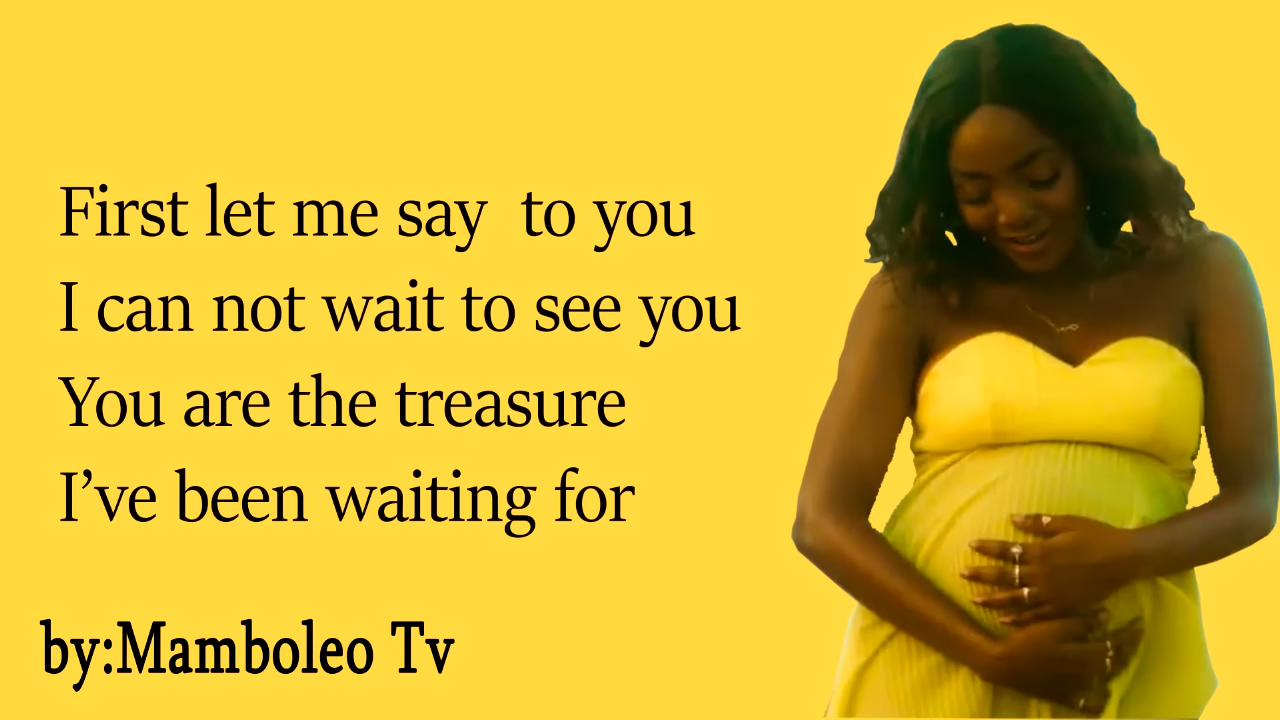 First let me say to you
I can not wait to see you
You are the treasure
I’ve been waiting for
by:Mamboleo Tv